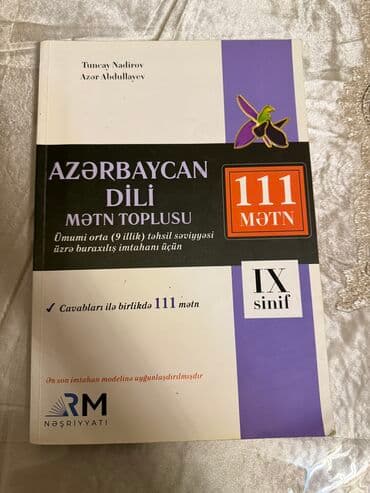 Tuncay Nadirov
Azər Abdullayev
AZƏRBAYCAN
DİLİ
MƏTN TOPLUSU
Ümumi orta (9 illik) təhsil səviyyəsi
üzrə buraxılış imtahanı üçün
111
MƏTN
IX
sinif
✓ Cavabları ilə birlikdə 111 mətn
Ən son imtahan modelinə uyğunlaşdırılmışdır
RM
NƏŞRİYYATI